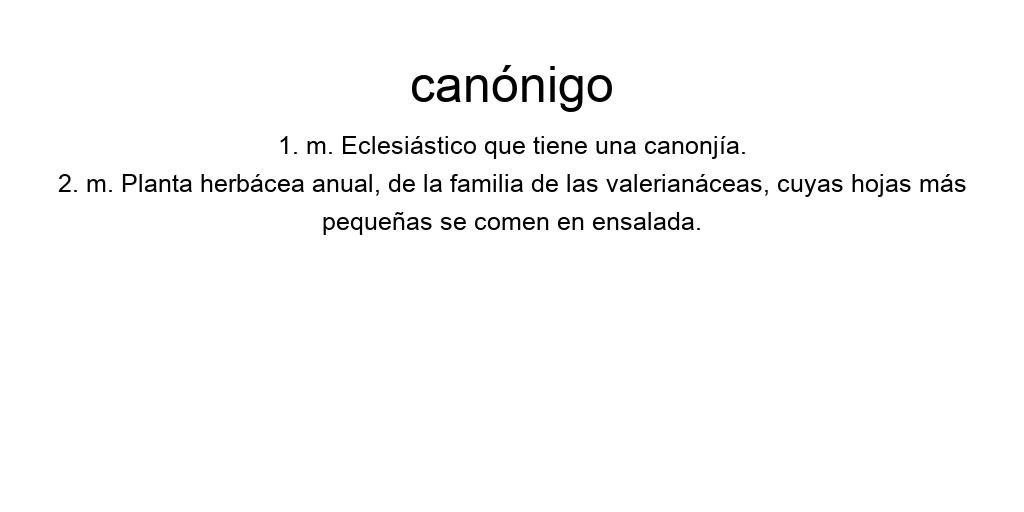 canónigo
1. m. Eclesiástico que tiene una canonjía.
2. m. Planta herbácea anual, de la familia de las valerianáceas, cuyas hojas más
pequeñas se comen en ensalada.